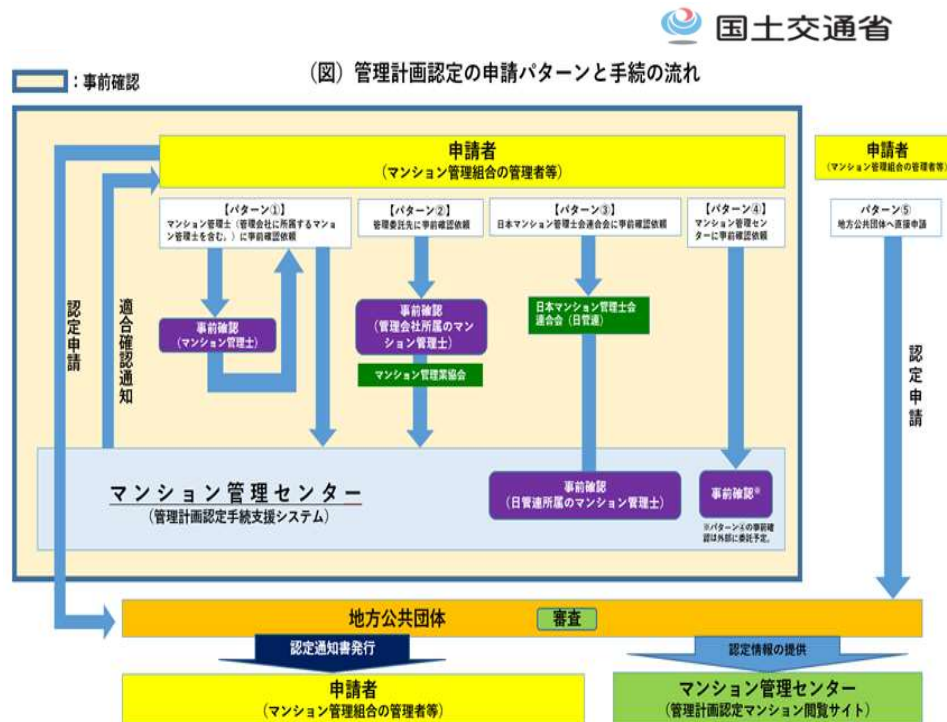 国土交通省
(図)管理計画認定の申請パターンと手続の流れ
:事前確認
申請者
(マンション管理組合の管理者等)
申請者
(マンション管理組合の管理者等)
【パターン①】
マンション管理士(管理会社に所属するマンショ
ン管理士を含む。)に事前確認依頼
【パターン②】
管理委託先に事前確認依頼
【パターン③】
日本マンション管理士会連合会に事前確認依頼
【パターン④】
マンション管理セン
ターに事前確認依頼
パターン⑤
地方公共団体へ直接申請
認定申請
適合確認通知
事前確認
(マンション管理士)
事前確認
(管理会社所属のマン
ション管理士)
マンション管理業協会
日本マンション管理士会
連合会(日管連)
認定申請
マンション管理センター
(管理計画認定手続支援システム)
事前確認
(日管連所属のマンション管理士)
事前確認※
※パターン④の事前確
認は外部に委託予定。
地方公共団体
審査
認定通知書発行
認定情報の提供
申請者
(マンション管理組合の管理者等)
マンション管理センター
(管理計画認定マンション閲覧サイト)